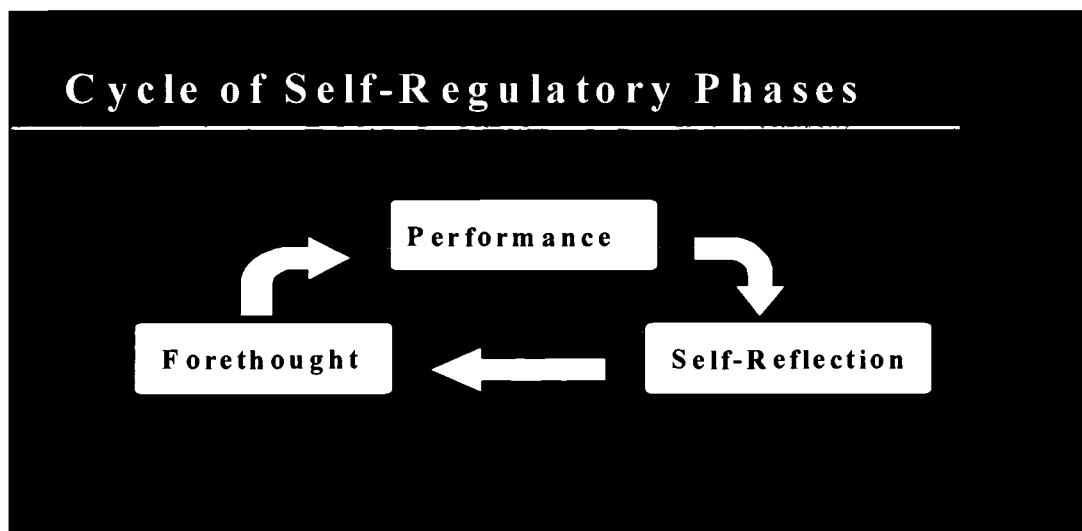 Cycle of Self-Regulatory Phases
Performance
Forethought
Self-Reflection